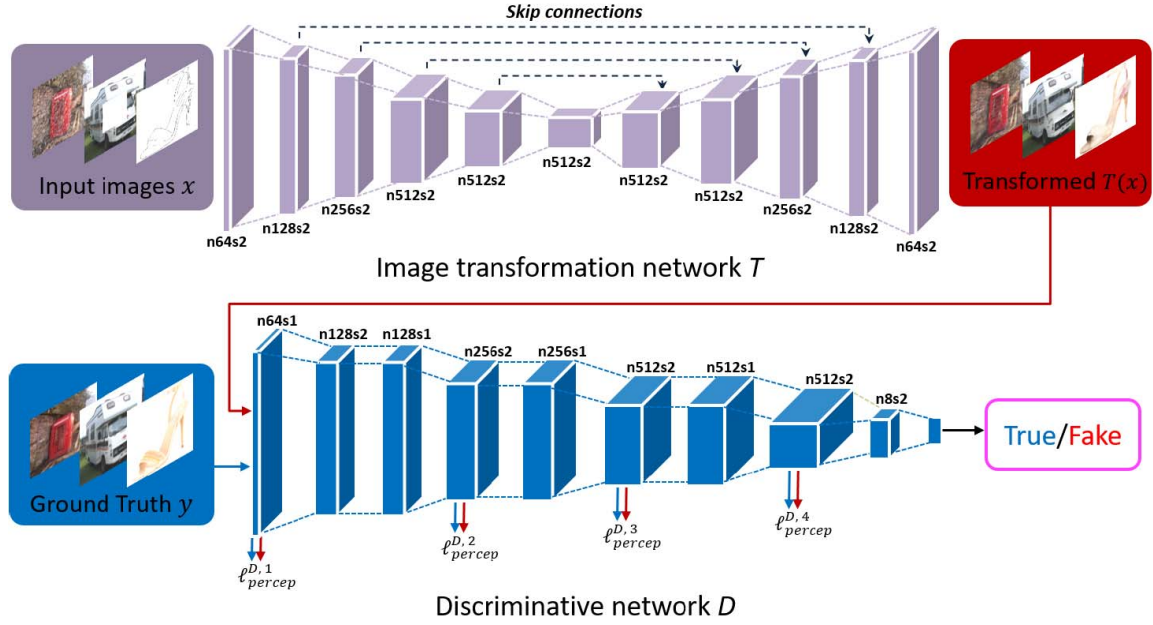 Skip connections
Input images x
n64s2
n128s2
n256s2
n512s2
n512s2
n512s2
n512s2
n512s2
n256s2
n128s2
n64s2
Transformed T(x)
Image transformation network T
n64s1
n128s2
n128s1
n256s2
n256s1
n512s2
n512s1
n512s2
n8s2
True/Fake
Ground Truth y
ℓ^{D, 1}_{percep}
ℓ^{D, 2}_{percep}
ℓ^{D, 3}_{percep}
ℓ^{D, 4}_{percep}
Discriminative network D